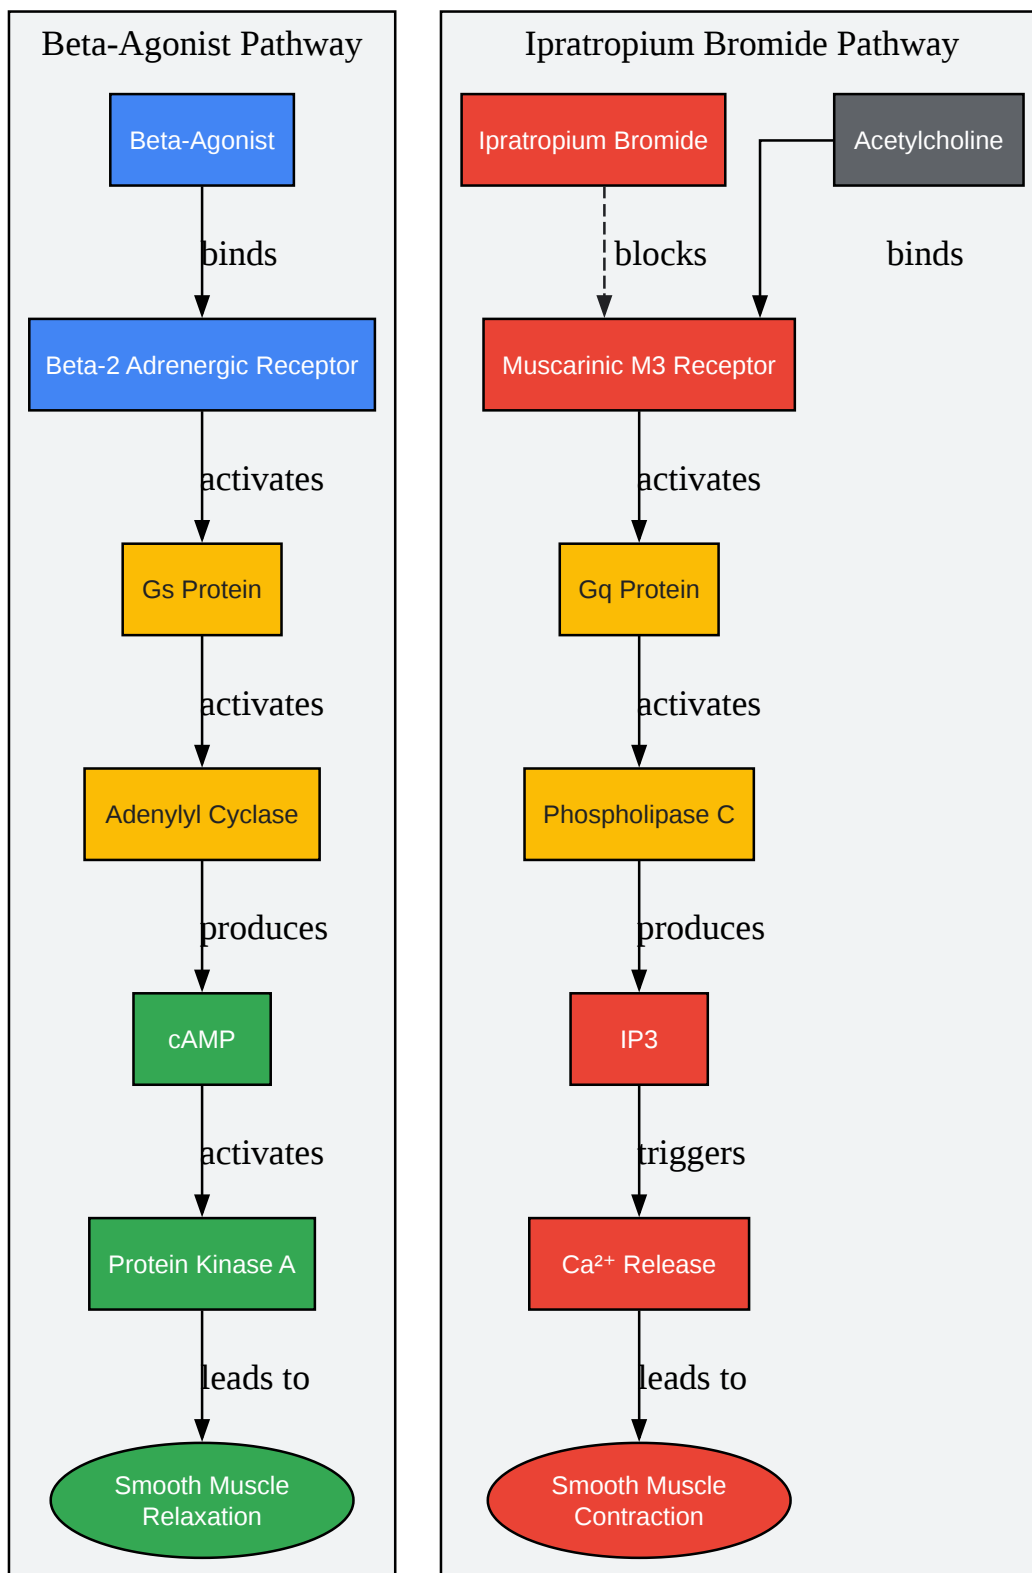 Beta-Agonist Pathway
Beta-Agonist
binds
Beta-2 Adrenergic Receptor
activates
Gs Protein
activates
Adenylyl Cyclase
produces
cAMP
activates
Protein Kinase A
leads to
Smooth Muscle
Relaxation
Ipratropium Bromide Pathway
Ipratropium Bromide
Acetylcholine
blocks
binds
Muscarinic M3 Receptor
activates
Gq Protein
activates
Phospholipase C
produces
IP3
triggers
Ca²⁺ Release
leads to
Smooth Muscle
Contraction